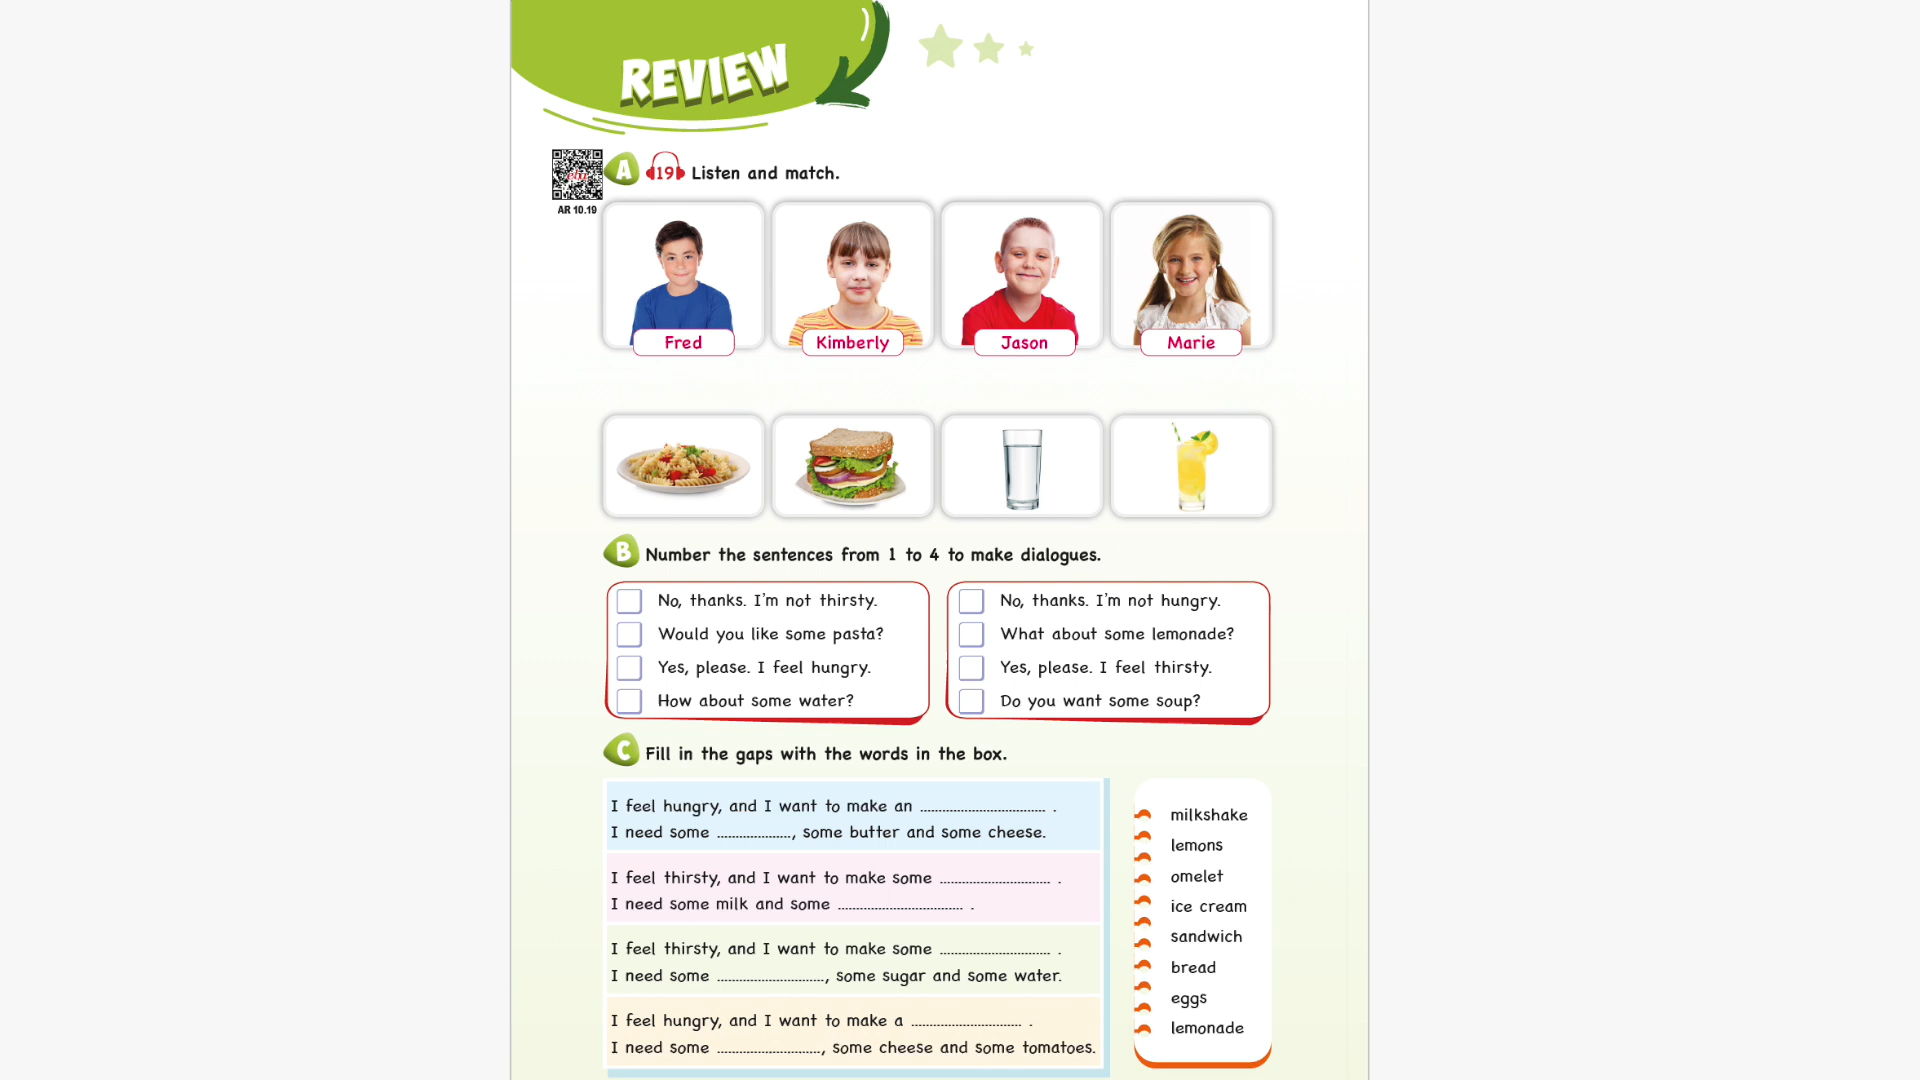 REVIEW
A 19 Listen and match.
eba
AR 10.19
Fred
Kimberly
Jason
Marie
B Number the sentences from 1 to 4 to make dialogues.
No, thanks. I'm not thirsty.
Would you like some pasta?
Yes, please. I feel hungry.
How about some water?
No, thanks. I'm not hungry.
What about some lemonade?
Yes, please. I feel thirsty.
Do you want some soup?
C Fill in the gaps with the words in the box.
I feel hungry, and I want to make an .................................. .
I need some ...................., some butter and some cheese.
I feel thirsty, and I want to make some .............................. .
I need some milk and some .................................. .
I feel thirsty, and I want to make some .............................. .
I need some ............................., some sugar and some water.
I feel hungry, and I want to make a .............................. .
I need some ............................, some cheese and some tomatoes.
milkshake
lemons
omelet
ice cream
sandwich
bread
eggs
lemonade